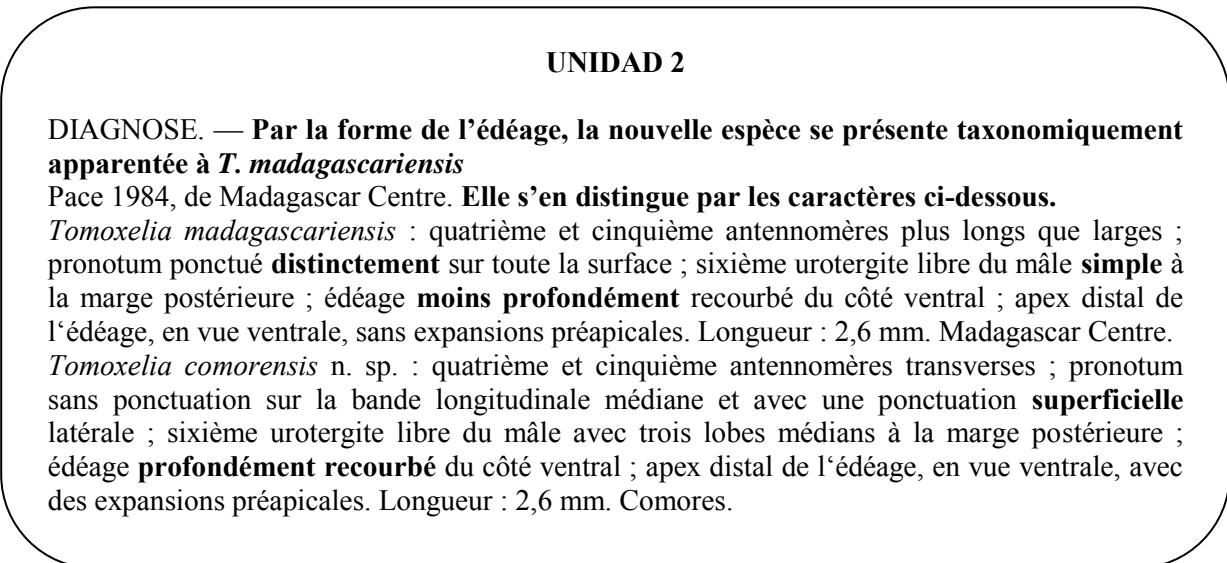 UNIDAD 2
DIAGNOSE. — Par la forme de l’édéage, la nouvelle espèce se présente taxonomiquement
apparentée à T. madagascariensis
Pace 1984, de Madagascar Centre. Elle s’en distingue par les caractères ci-dessous.
Tomoxelia madagascariensis : quatrième et cinquième antennomères plus longs que larges ;
pronotum ponctué distinctement sur toute la surface ; sixième urotergite libre du mâle simple à
la marge postérieure ; édéage moins profondément recourbé du côté ventral ; apex distal de
l‘édéage, en vue ventrale, sans expansions préapicales. Longueur : 2,6 mm. Madagascar Centre.
Tomoxelia comorensis n. sp. : quatrième et cinquième antennomères transverses ; pronotum
sans ponctuation sur la bande longitudinale médiane et avec une ponctuation superficielle
latérale ; sixième urotergite libre du mâle avec trois lobes médians à la marge postérieure ;
édéage profondément recourbé du côté ventral ; apex distal de l‘édéage, en vue ventrale, avec
des expansions préapicales. Longueur : 2,6 mm. Comores.